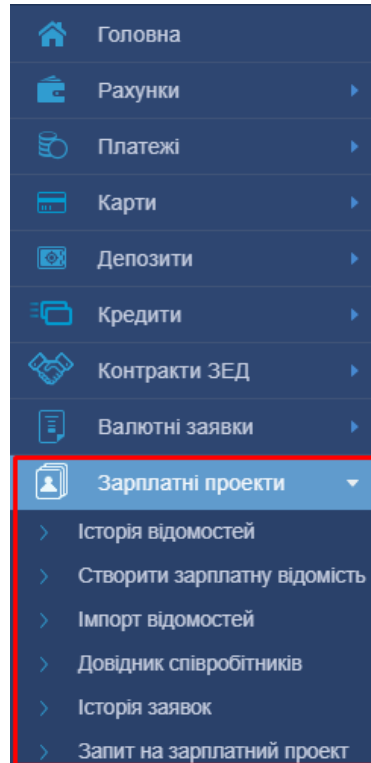 Головна
Рахунки
Платежі
Карти
Депозити
Кредити
Контракти ЗЕД
Валютні заявки
Зарплатні проекти
Історія відомостей
Створити зарплатну відомість
Імпорт відомостей
Довідник співробітників
Історія заявок
Запит на зарплатний проект